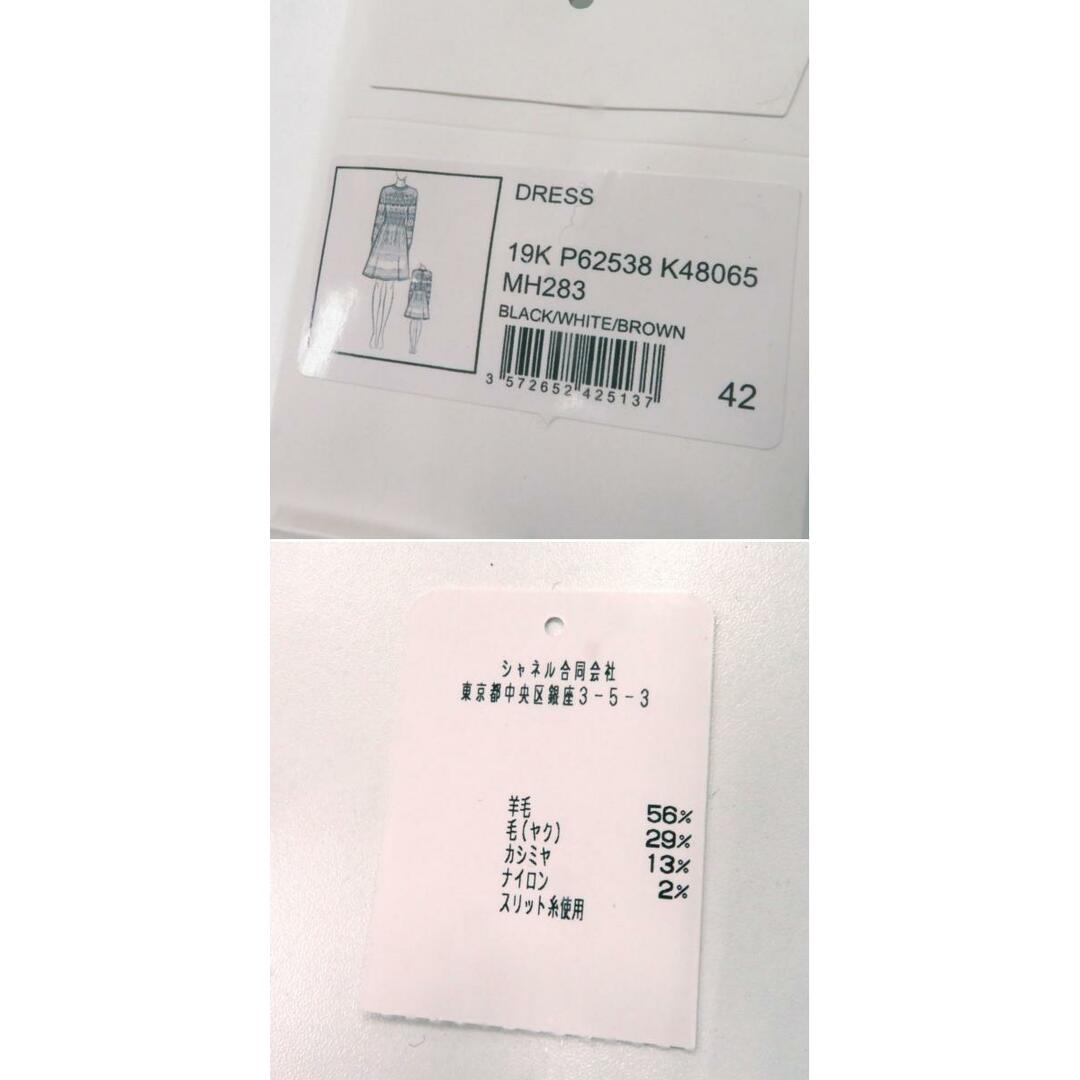 DRESS
19K P62538 K48065
MH283
BLACK/WHITE/BROWN
3 572652 425137
42
シャネル合同会社
東京都中央区銀座3-5-3
羊毛 56%
毛(ヤク) 29%
カシミヤ 13%
ナイロン 2%
スリット糸使用